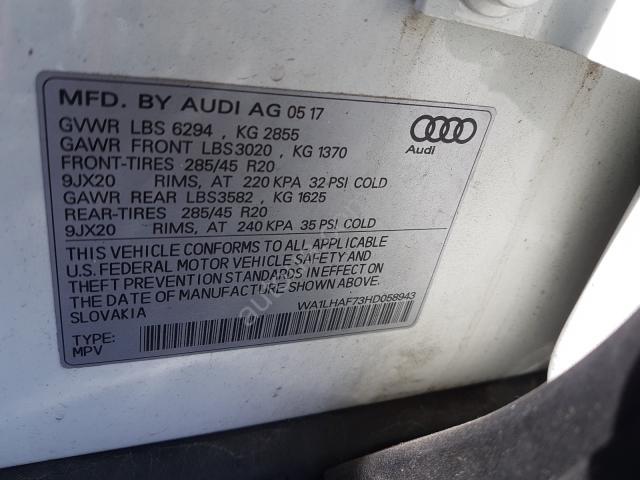 MFD. BY AUDI AG 05 17
GVWR LBS 6294 , KG 2855
GAWR FRONT LBS3020 , KG 1370
FRONT-TIRES 285/45 R20
9JX20 RIMS, AT 220 KPA 32 PSI COLD
GAWR REAR LBS3582 , KG 1625
REAR-TIRES 285/45 R20
9JX20 RIMS, AT 240 KPA 35 PSI COLD
THIS VEHICLE CONFORMS TO ALL APPLICABLE
U.S. FEDERAL MOTOR VEHICLE SAFETY AND
THEFT PREVENTION STANDARDS IN EFFECT ON
THE DATE OF MANUFACTURE SHOWN ABOVE.
SLOVAKIA
WA1LHAF73HD058943
TYPE:
MPV
Audi